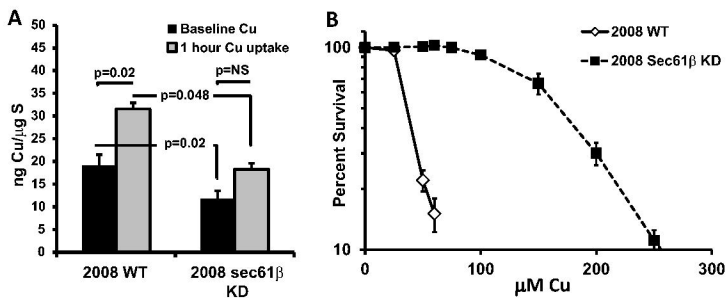 A
50
45
40
35
30
25
20
15
10
5
0
ng Cu/µg S
Baseline Cu
1 hour Cu uptake
p=0.02
p=NS
p=0.048
p=0.02
2008 WT
2008 sec61β
KD
B
100
10
Percent Survival
2008 WT
2008 Sec61β KD
0
100
200
300
µM Cu